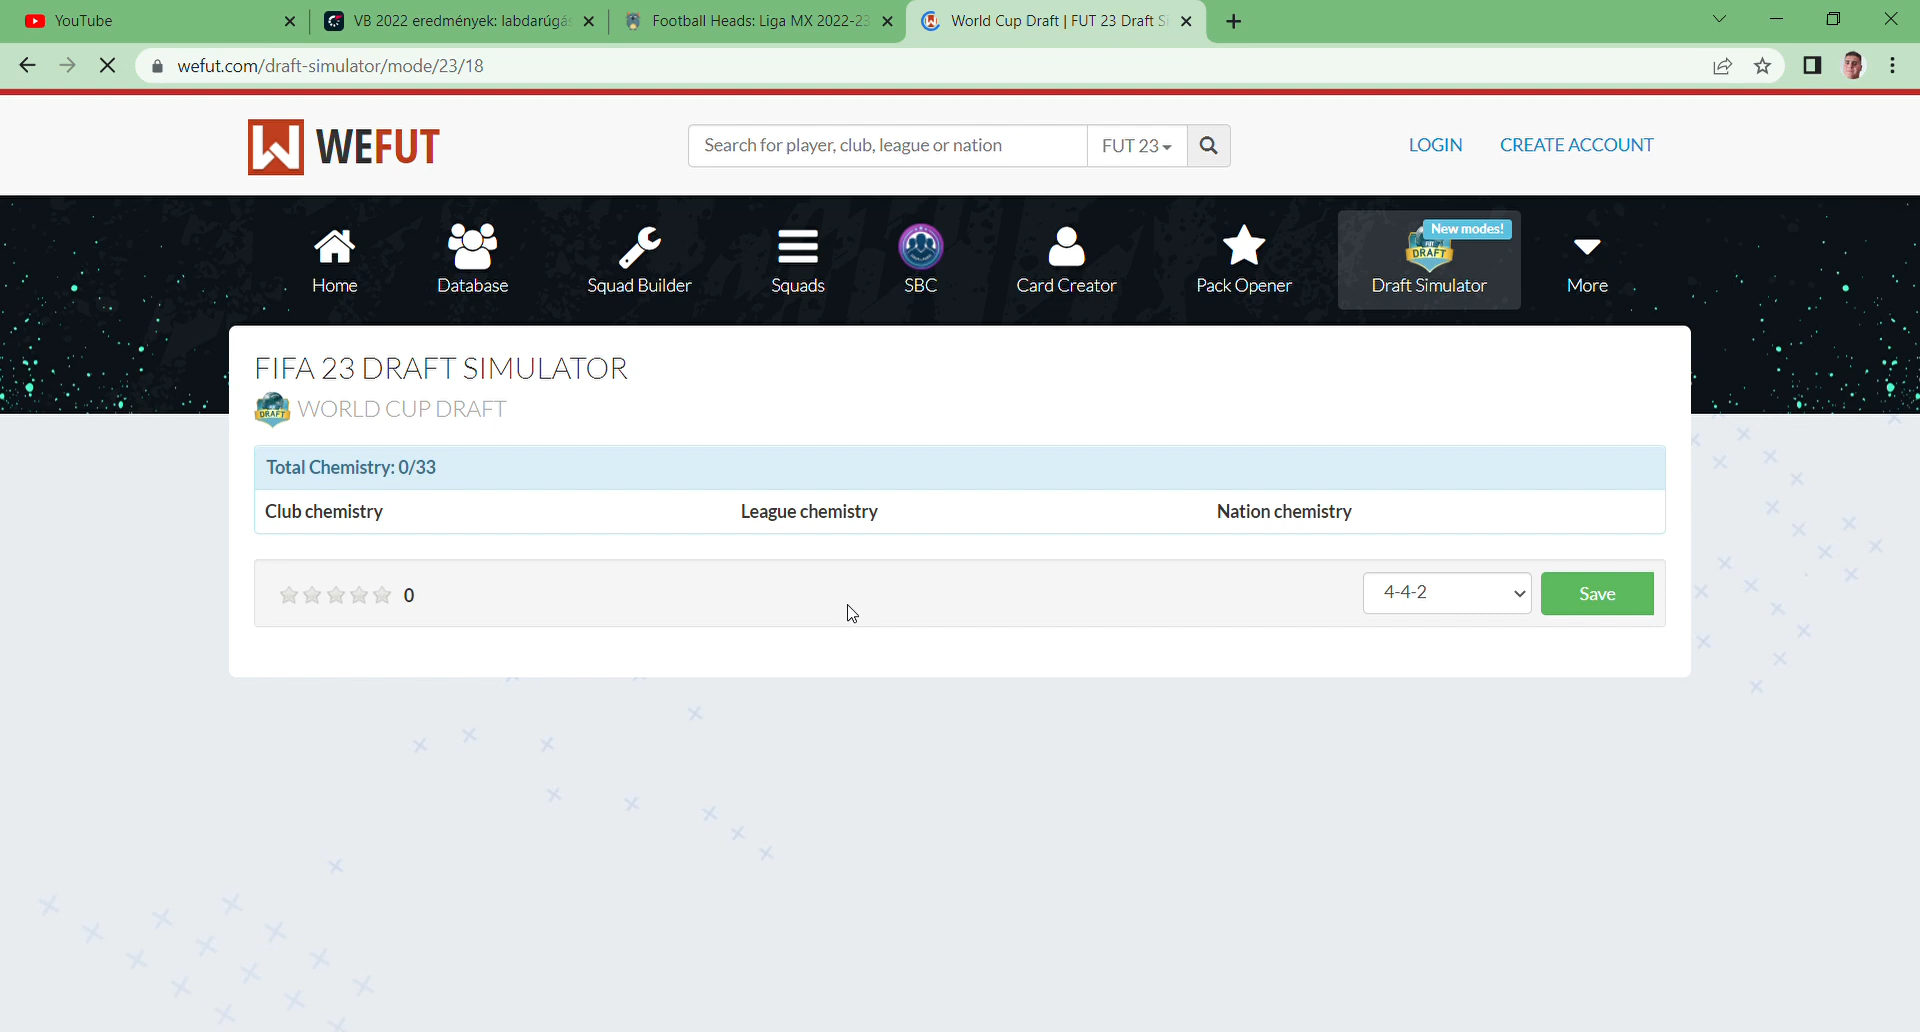 YouTube
VB 2022 eredmények: labdarúgás
Football Heads: Liga MX 2022-23
World Cup Draft | FUT 23 Draft S
wefut.com/draft-simulator/mode/23/18
WEFUT
Search for player, club, league or nation
FUT 23
LOGIN
CREATE ACCOUNT
New modes!
DRAFT
Home
Database
Squad Builder
Squads
SBC
Card Creator
Pack Opener
Draft Simulator
More
FIFA 23 DRAFT SIMULATOR
DRAFT
WORLD CUP DRAFT
Total Chemistry: 0/33
Club chemistry
League chemistry
Nation chemistry
0
4-4-2
Save